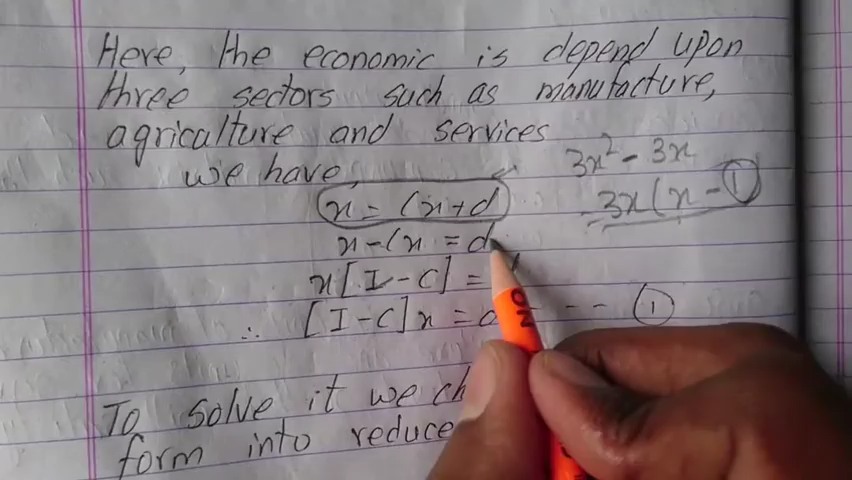 Here, the economic is depend upon
three sectors such as manufacture,
agriculture and services
we have,
x = Cx+d
x-Cx = d
x[I-C] =
∴ [I-C]x = d --- ①
3x² - 3x
3x(x-1)
To solve it we ch
form into reduce